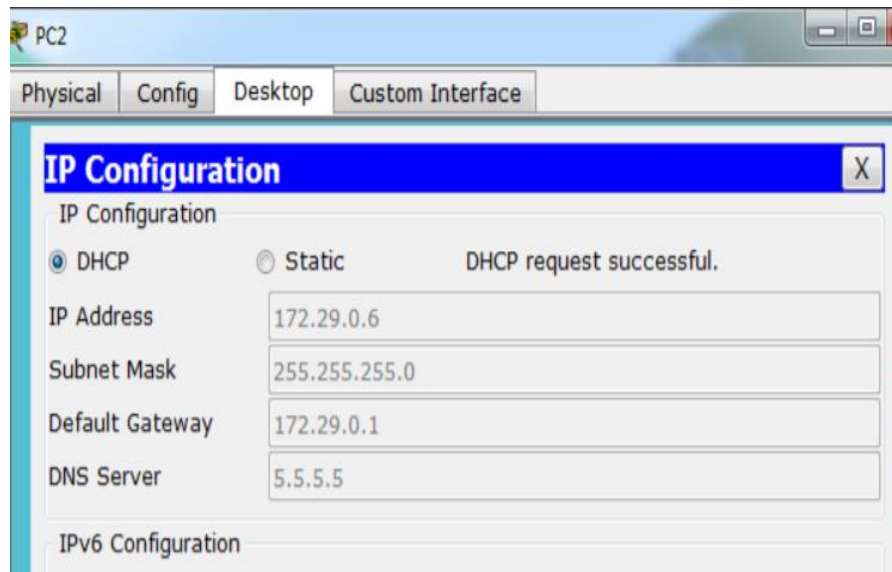 PC2
Physical Config Desktop Custom Interface
IP Configuration X
IP Configuration
DHCP Static DHCP request successful.
IP Address 172.29.0.6
Subnet Mask 255.255.255.0
Default Gateway 172.29.0.1
DNS Server 5.5.5.5
IPv6 Configuration